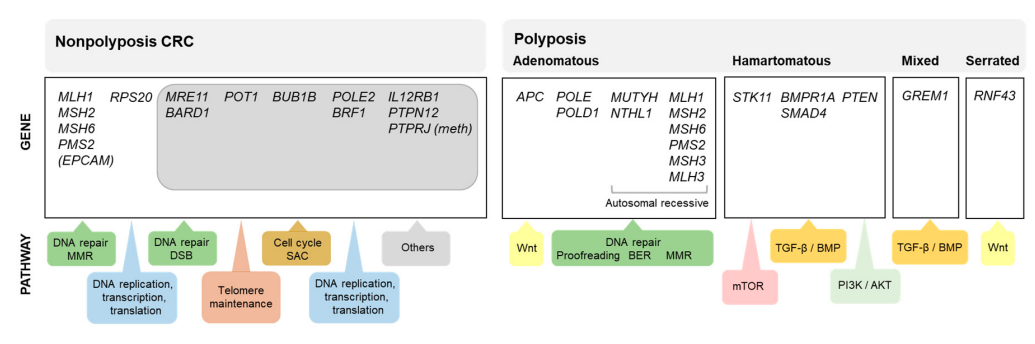 Nonpolyposis CRC
Polyposis
Adenomatous Hamartomatous Mixed Serrated
GENE
MLH1 RPS20 MRE11 POT1 BUB1B POLE2 IL12RB1
MSH2 BARD1 BRF1 PTPN12
MSH6 PTPRJ (meth)
PMS2
(EPCAM)
APC POLE MUTYH MLH1
POLD1 NTHL1 MSH2
MSH6
PMS2
MSH3
MLH3
Autosomal recessive
STK11 BMPR1A PTEN
SMAD4
GREM1
RNF43
PATHWAY
DNA repair
MMR
DNA replication,
transcription,
translation
DNA repair
DSB
Telomere
maintenance
Cell cycle
SAC
DNA replication,
transcription,
translation
Others
Wnt
DNA repair
Proofreading BER MMR
mTOR
TGF-β / BMP
PI3K / AKT
TGF-β / BMP
Wnt